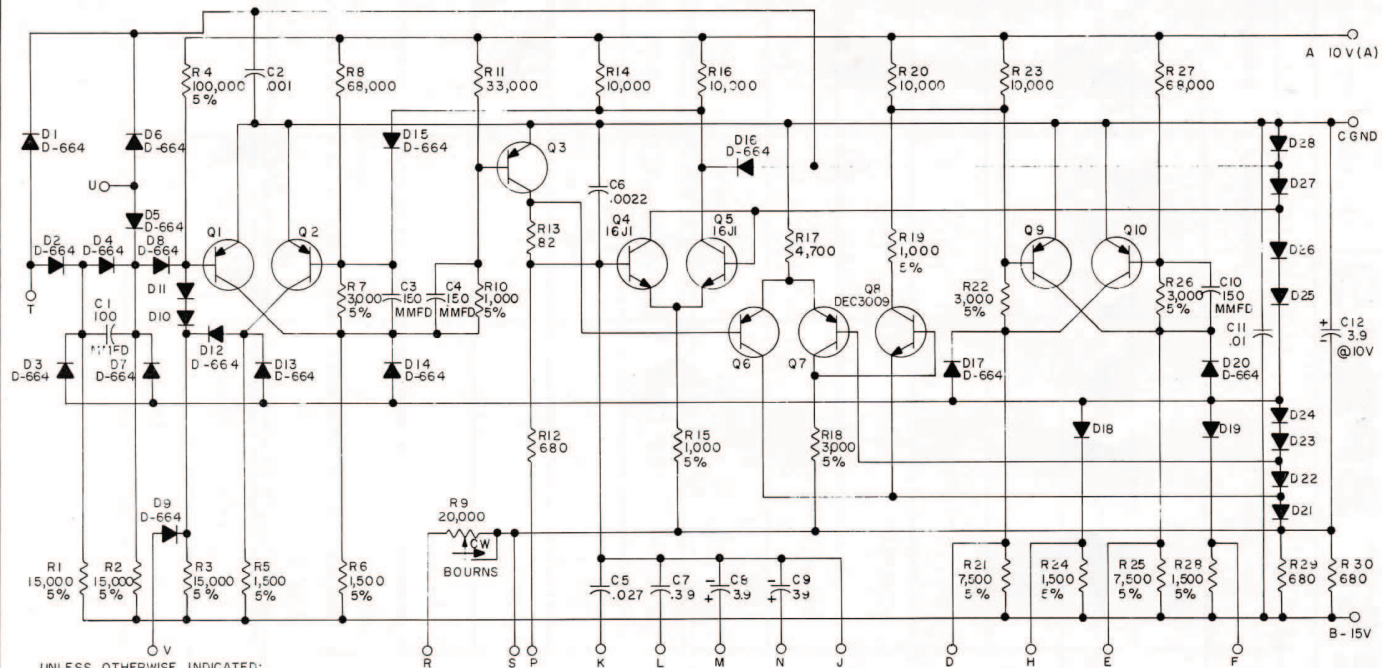 A 10 V(A)
R4
100,000
5%
C2
.001
R8
68,000
R11
33,000
R14
10,000
R16
10,000
R20
10,000
R23
10,000
R27
68,000
C GND
D1
D-664
D6
D-664
D15
D-664
Q3
D16
D-664
D28
D27
U
D5
D-664
C6
.0022
Q4
16J1
Q5
16J1
R17
4,700
R19
1,000
5%
Q9
Q10
D26
D25
D2
D-664
D4
D-664
D8
D-664
Q1
Q2
R13
82
T
D11
D10
R7
3,000
5%
C3
150
MMFD
C4
150
MMFD
R10
1,000
5%
Q8
DEC3009
R22
3,000
5%
R26
3,000
5%
C10
150
MMFD
C11
.01
C12
3.9
@10V
C1
100
MMFD
D12
D-664
Q6
Q7
D3
D-664
D7
D-664
D13
D-664
D14
D-664
D17
D-664
D20
D-664
R12
680
R15
1,000
5%
R18
3,000
5%
D18
D19
D24
D23
D22
D21
D9
D-664
R9
20,000
CW
BOURNS
R1
15,000
5%
R2
15,000
5%
R3
15,000
5%
R5
1,500
5%
R6
1,500
5%
C5
.027
C7
.39
C8
3.9
C9
39
R21
7,500
5%
R24
1,500
5%
R25
7,500
5%
R28
1,500
5%
R29
680
R30
680
B-15V
V
R
S
P
K
L
M
N
J
D
H
E
F
UNLESS OTHERWISE INDICATED: